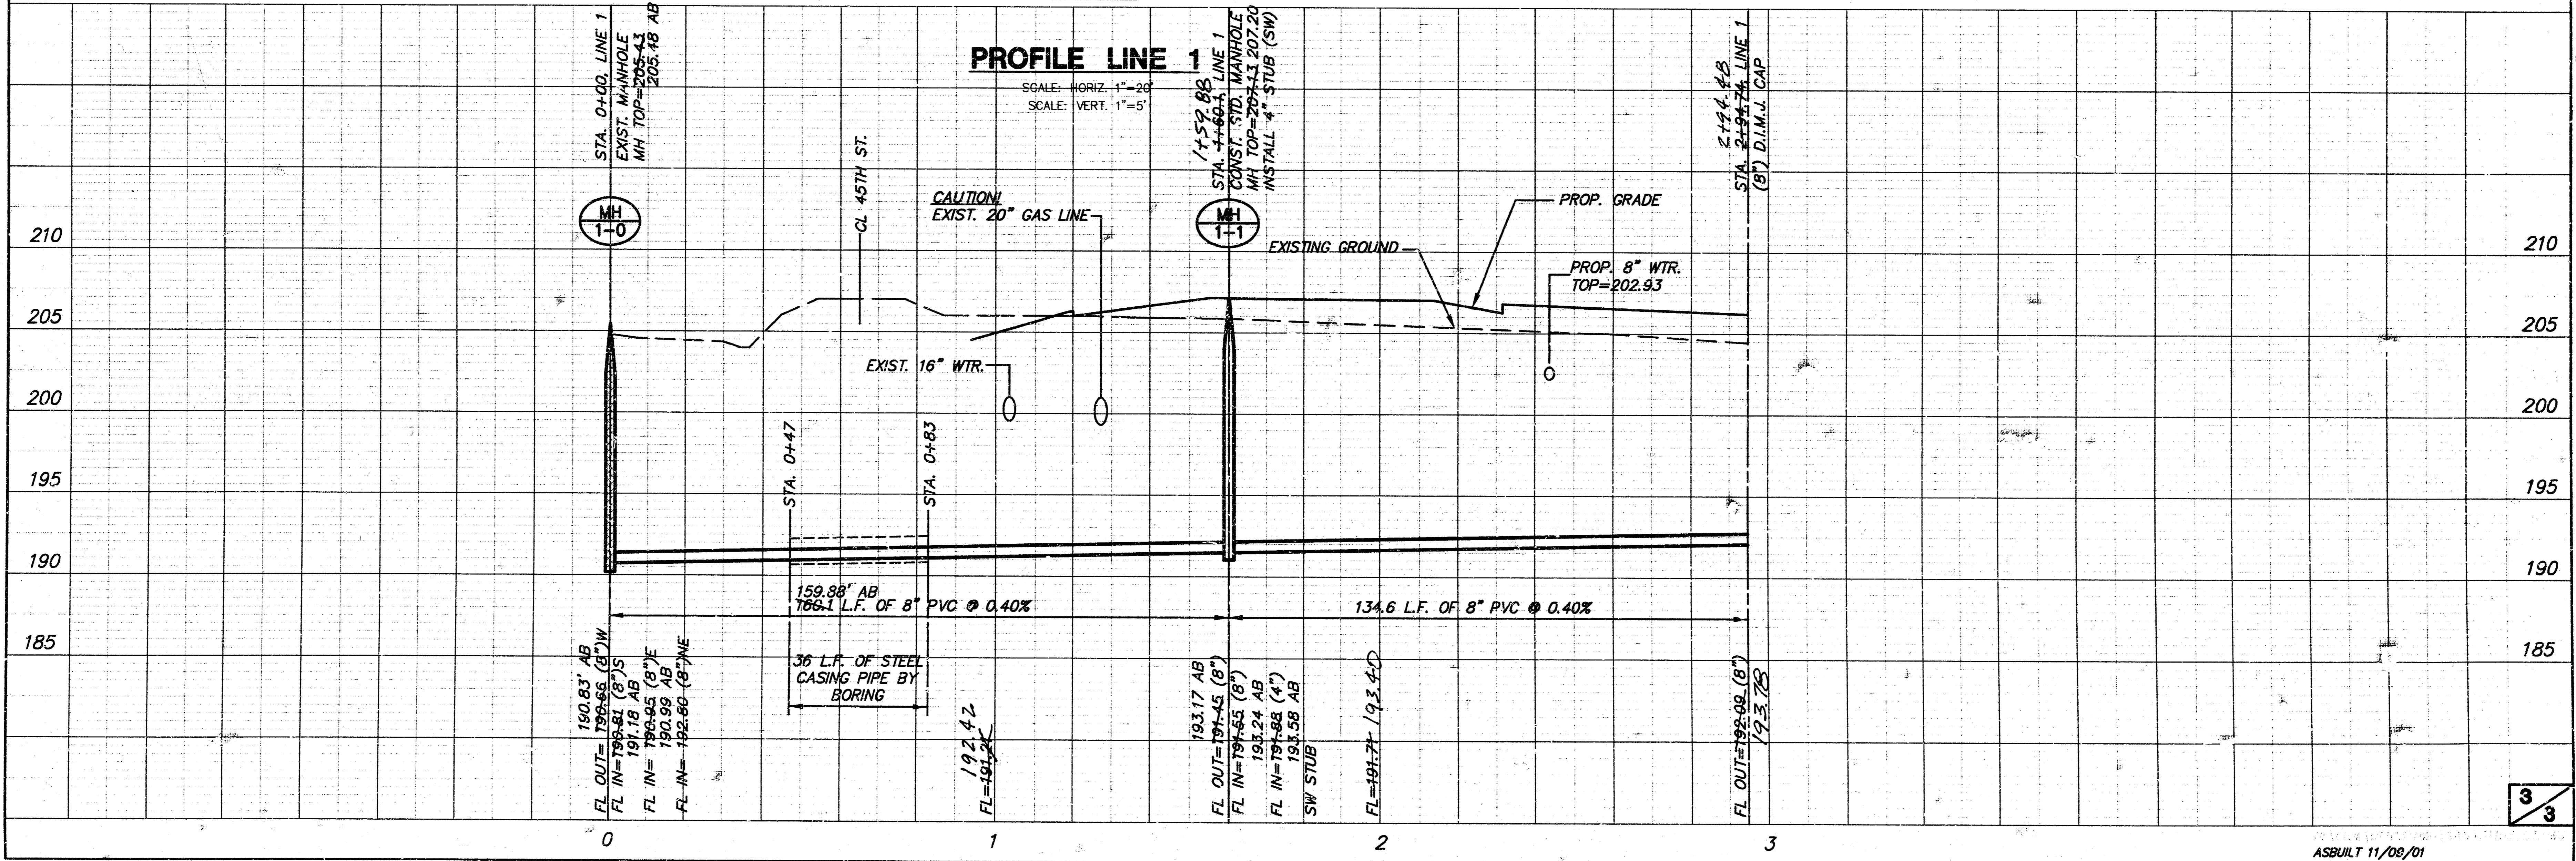 PROFILE LINE 1
SCALE: HORIZ. 1"=20'
SCALE: VERT. 1"=5'
STA. 0+00, LINE 1
EXIST. MANHOLE
MH TOP=205.43
205.48 AB
MH
1-0
CL 45TH ST.
CAUTION!
EXIST. 20" GAS LINE
1+59.88
STA. 1+60.1, LINE 1
CONST. STD. MANHOLE
MH TOP=207.13 207.20
INSTALL 4" STUB (SW)
MH
1-1
EXISTING GROUND
PROP. GRADE
PROP. 8" WTR.
TOP=202.93
2+94.48
STA. 2+94.74, LINE 1
(8") D.I.M.J. CAP
EXIST. 16" WTR.
210
205
200
195
190
185
210
205
200
195
190
185
STA. 0+47
STA. 0+83
159.88' AB
160.1 L.F. OF 8" PVC @ 0.40%
134.6 L.F. OF 8" PVC @ 0.40%
36 L.F. OF STEEL
CASING PIPE BY
BORING
190.83' AB
FL OUT= 190.66 (8")W
FL IN=190.81 (8")S
191.18 AB
FL IN= 190.95 (8")E
190.99 AB
FL IN= 192.80 (8")NE
192.42
FL=191.21
193.17 AB
FL OUT=191.45 (8")
FL IN=191.55 (8")
193.24 AB
FL IN=191.88 (4")
193.58 AB
SW STUB
FL=191.71 193.40
FL OUT=192.09 (8")
193.78
0
1
2
3
3
3
ASBUILT 11/09/01